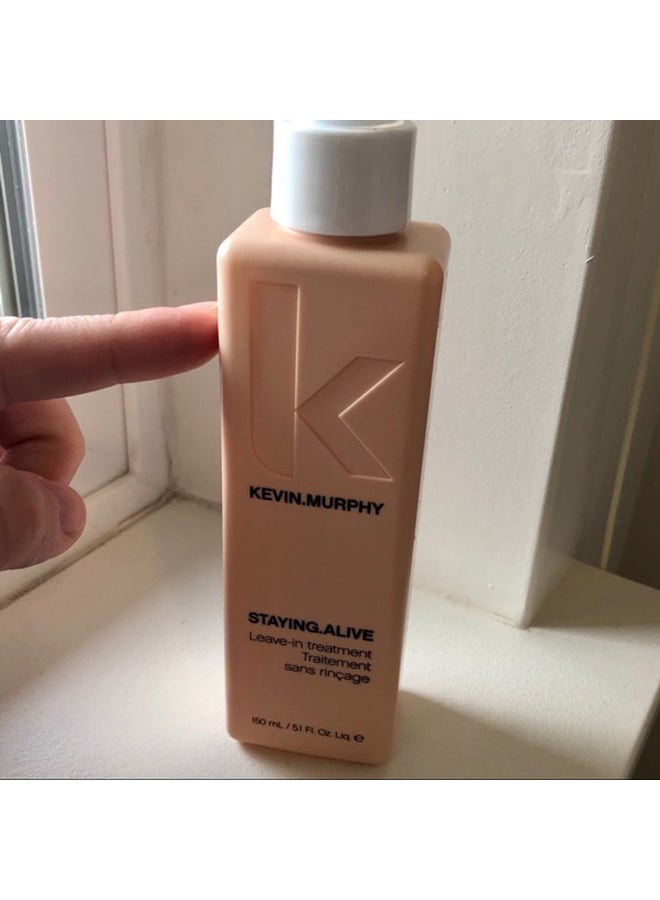 K
KEVIN.MURPHY
STAYING.ALIVE
Leave-in treatment
Traitement
sans rinçage
150 mL / 5.1 Fl. Oz. Liq. ℮